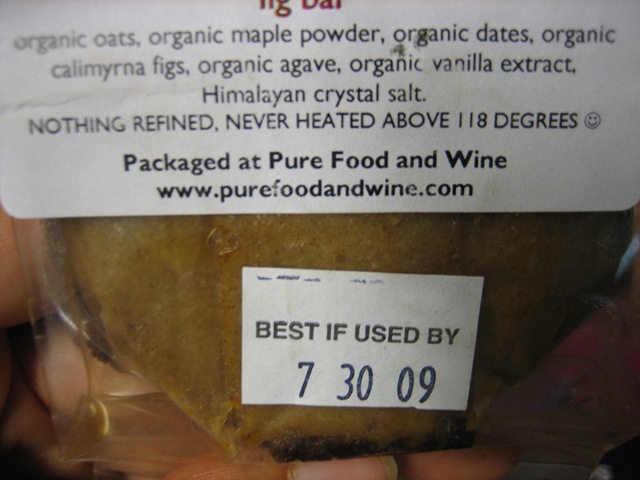 fig bar
organic oats, organic maple powder, organic dates, organic
calimyrna figs, organic agave, organic vanilla extract,
Himalayan crystal salt.
NOTHING REFINED, NEVER HEATED ABOVE 118 DEGREES ☺
Packaged at Pure Food and Wine
www.purefoodandwine.com
BEST IF USED BY
7 30 09